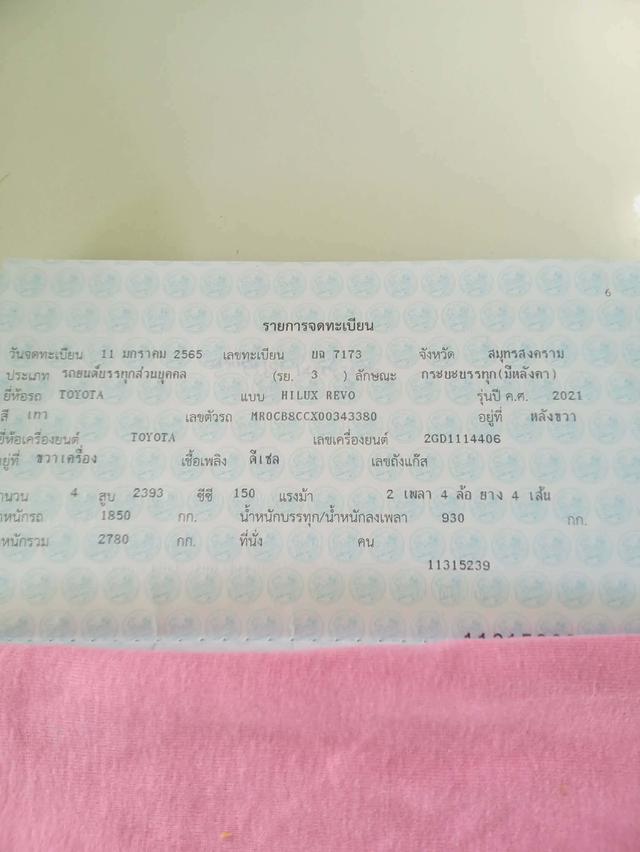 6
รายการจดทะเบียน
วันจดทะเบียน 11 มกราคม 2565 เลขทะเบียน บฉ 7173 จังหวัด สมุทรสงคราม
ประเภท รถยนต์บรรทุกส่วนบุคคล (รย. 3 ) ลักษณะ กระบะบรรทุก(มีหลังคา)
ยี่ห้อรถ TOYOTA แบบ HILUX REVO รุ่นปี ค.ศ. 2021
สี เทา เลขตัวรถ MR0CB8CCX00343380 อยู่ที่ หลังขวา
ยี่ห้อเครื่องยนต์ TOYOTA เลขเครื่องยนต์ 2GD1114406
อยู่ที่ ขวาเครื่อง เชื้อเพลิง ดีเซล เลขถังแก๊ส
จำนวน 4 สูบ 2393 ซีซี 150 แรงม้า 2 เพลา 4 ล้อ ยาง 4 เส้น
น้ำหนักรถ 1850 กก. น้ำหนักบรรทุก/น้ำหนักลงเพลา 930 กก.
น้ำหนักรวม 2780 กก. ที่นั่ง คน
11315239